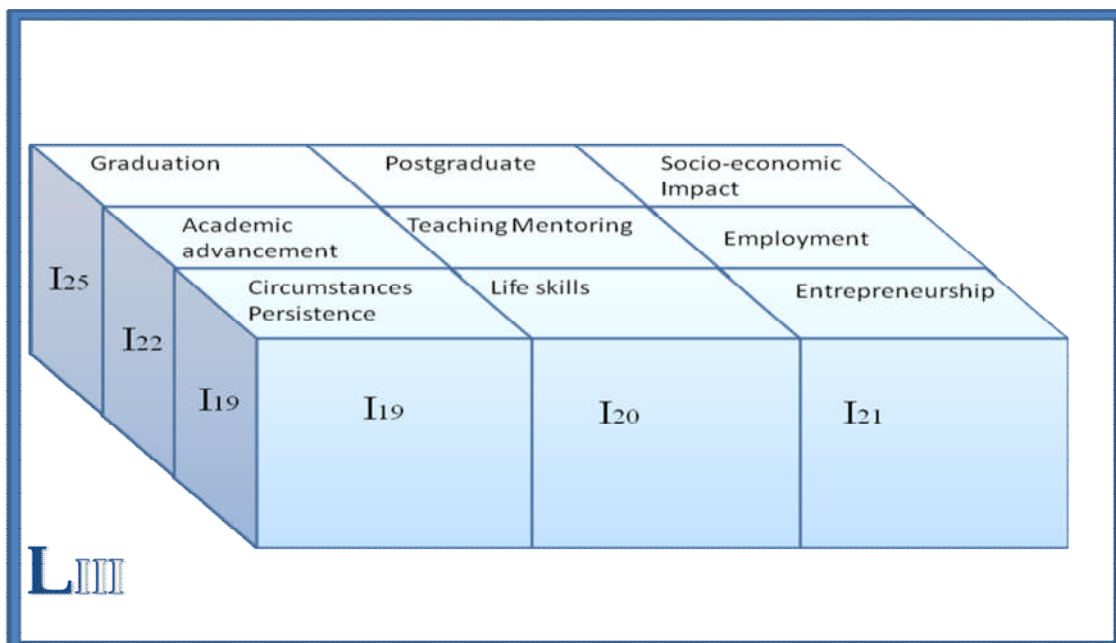 Graduation
Postgraduate
Socio-economic
Impact
Academic
advancement
Teaching Mentoring
Employment
Circumstances
Persistence
Life skills
Entrepreneurship
I25
I22
I19
I19
I20
I21
LIII